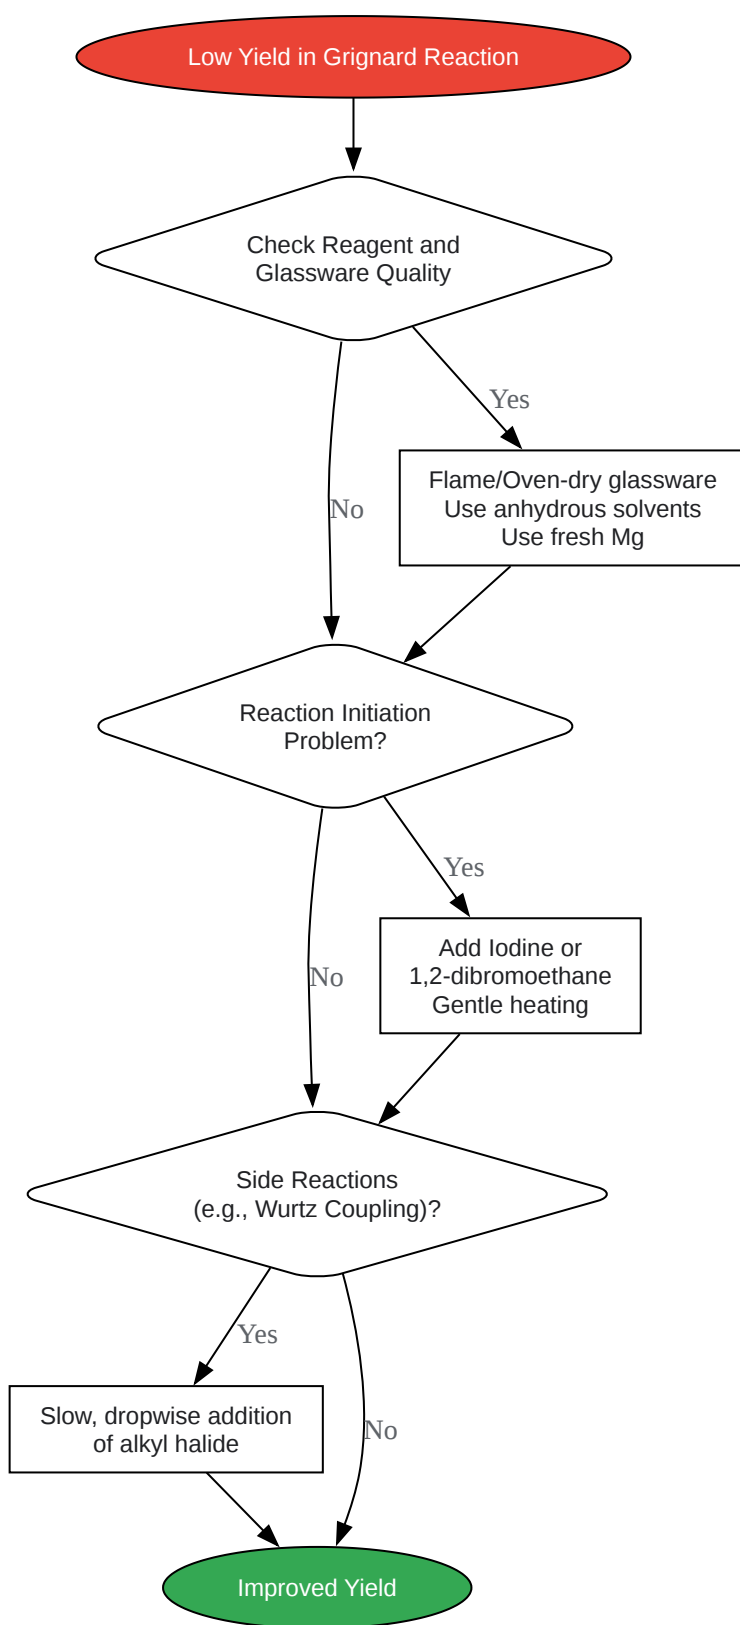 Low Yield in Grignard Reaction
Check Reagent and
Glassware Quality
Yes
Flame/Oven-dry glassware
Use anhydrous solvents
Use fresh Mg
No
Reaction Initiation
Problem?
Yes
Add Iodine or
1,2-dibromoethane
Gentle heating
No
Side Reactions
(e.g., Wurtz Coupling)?
Yes
Slow, dropwise addition
of alkyl halide
No
Improved Yield